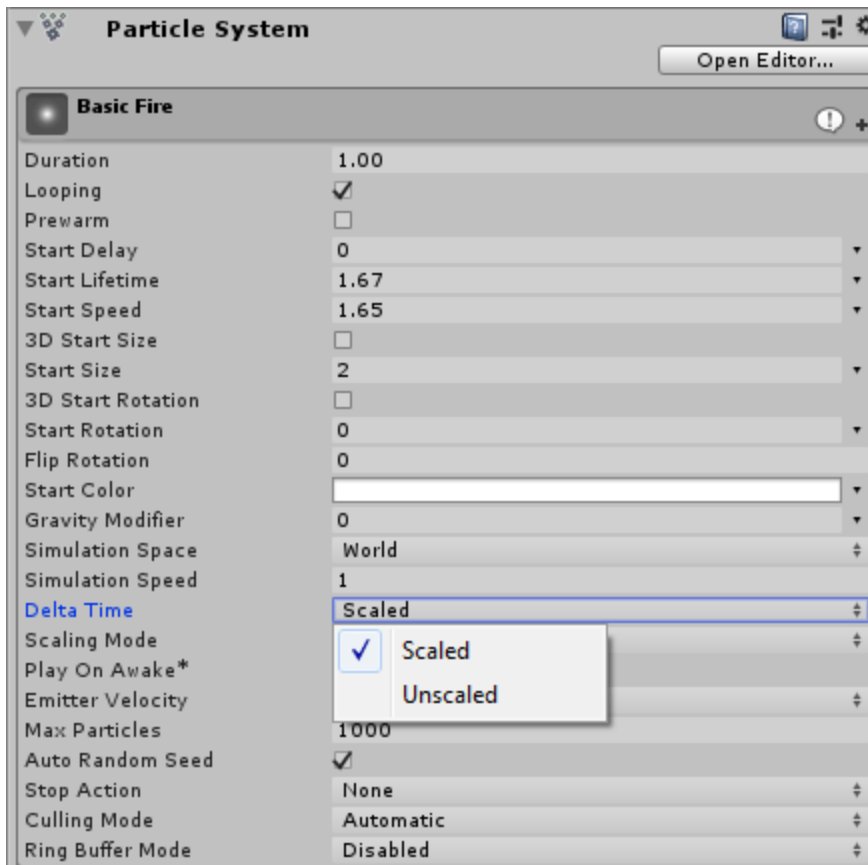 Particle System
Open Editor...
Basic Fire
Duration 1.00
Looping
Prewarm
Start Delay 0
Start Lifetime 1.67
Start Speed 1.65
3D Start Size
Start Size 2
3D Start Rotation
Start Rotation 0
Flip Rotation 0
Start Color
Gravity Modifier 0
Simulation Space World
Simulation Speed 1
Delta Time Scaled
Scaling Mode
Scaled
Play On Awake*
Unscaled
Emitter Velocity
Max Particles 1000
Auto Random Seed
Stop Action None
Culling Mode Automatic
Ring Buffer Mode Disabled